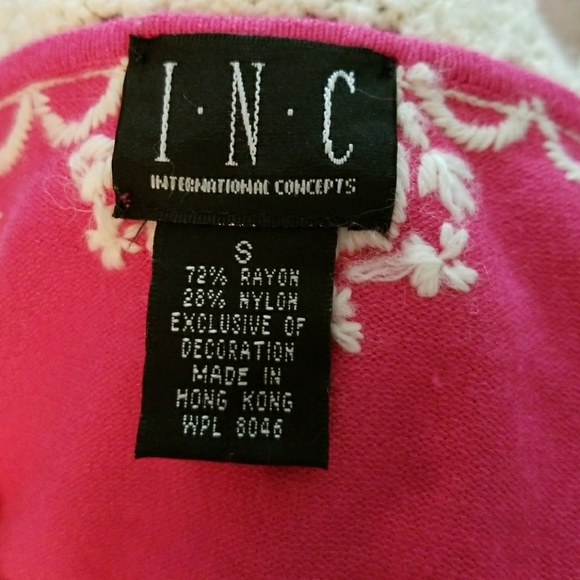 I·N·C
INTERNATIONAL CONCEPTS
S
72% RAYON
28% NYLON
EXCLUSIVE OF
DECORATION
MADE IN
HONG KONG
WPL 8046